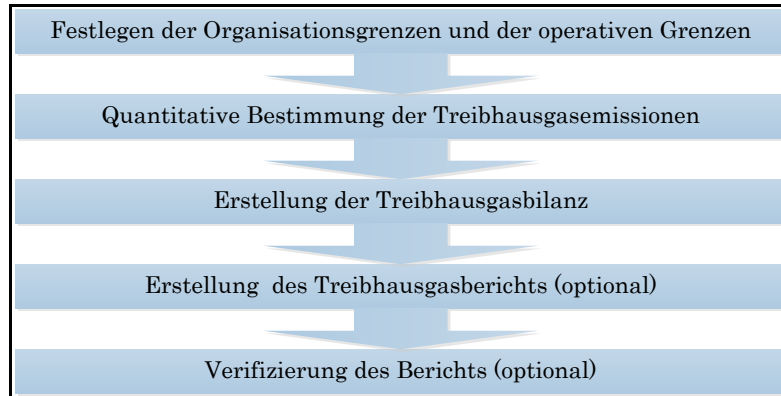 Festlegen der Organisationsgrenzen und der operativen Grenzen
Quantitative Bestimmung der Treibhausgasemissionen
Erstellung der Treibhausgasbilanz
Erstellung des Treibhausgasberichts (optional)
Verifizierung des Berichts (optional)